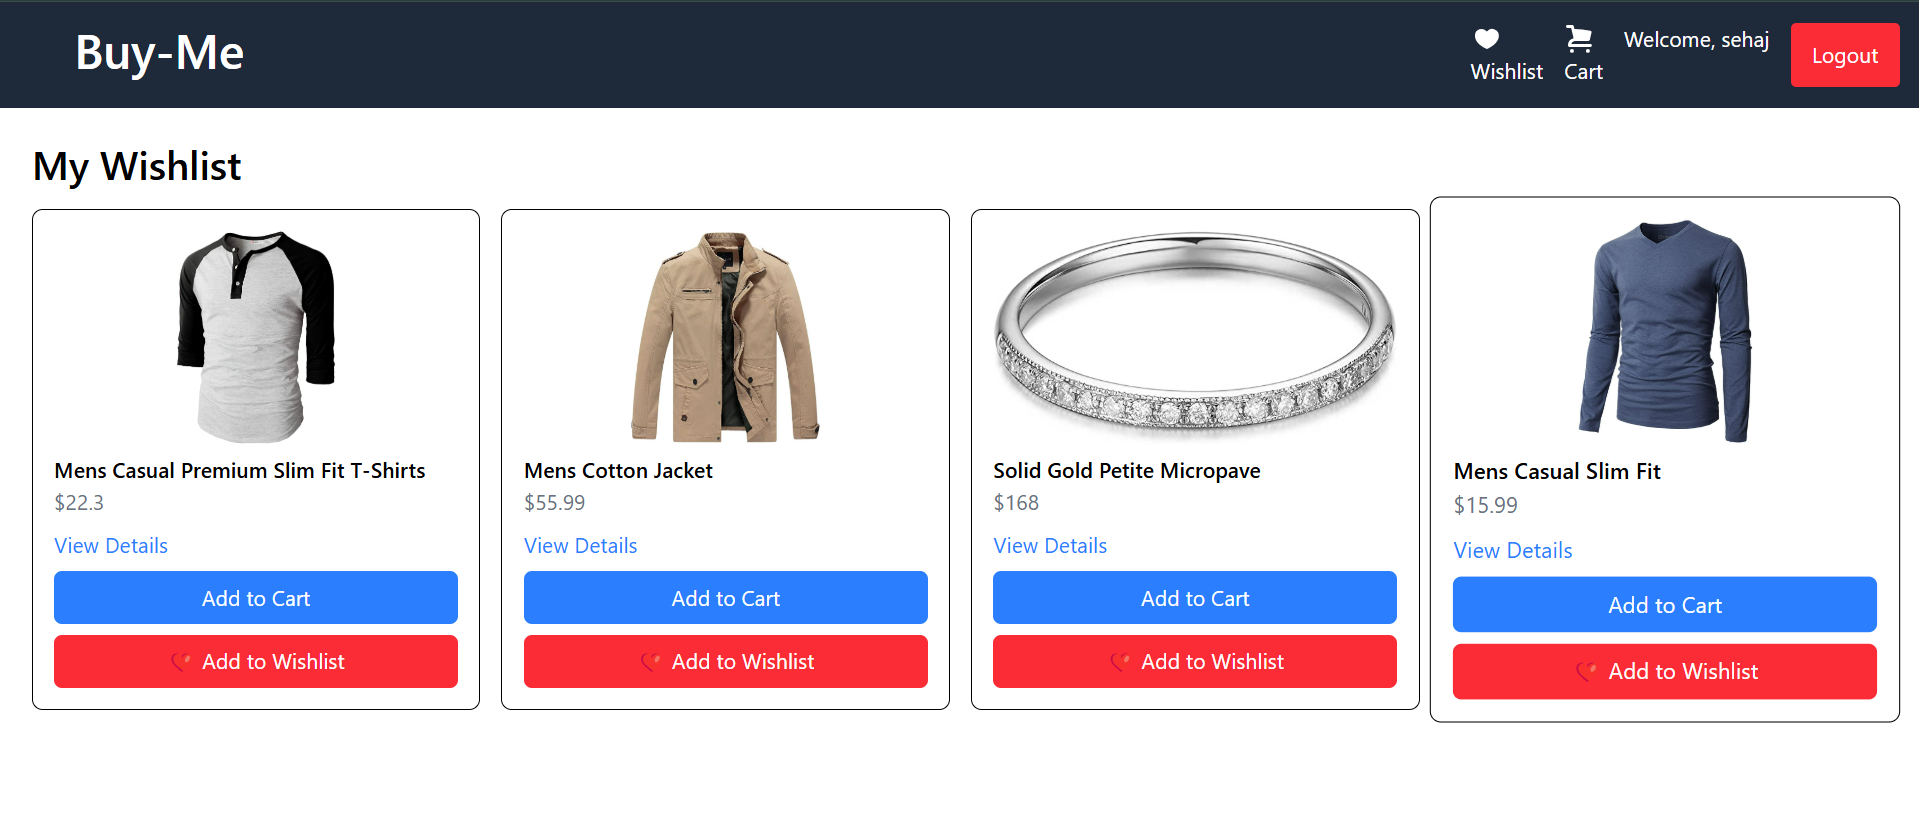 Buy-Me
Wishlist
Cart
Welcome, sehaj
Logout
My Wishlist
Mens Casual Premium Slim Fit T-Shirts
$22.3
View Details
Add to Cart
Add to Wishlist
Mens Cotton Jacket
$55.99
View Details
Add to Cart
Add to Wishlist
Solid Gold Petite Micropave
$168
View Details
Add to Cart
Add to Wishlist
Mens Casual Slim Fit
$15.99
View Details
Add to Cart
Add to Wishlist